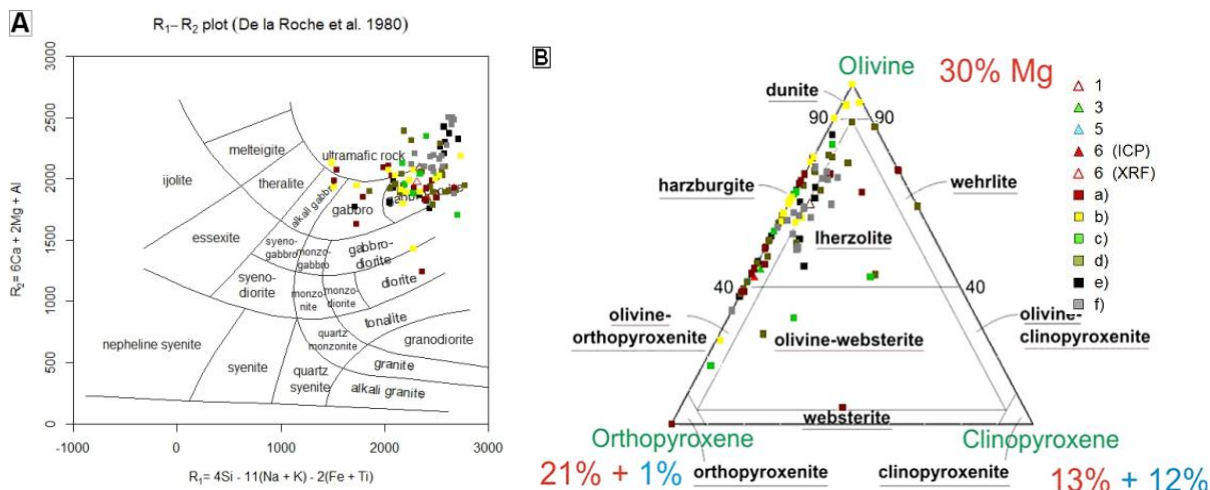 A
R₁– R₂ plot (De la Roche et al. 1980)
R₂= 6Ca + 2Mg + Al
3000
2500
2000
1500
1000
500
0
-1000
0
1000
2000
3000
R₁= 4Si - 11(Na + K) - 2(Fe + Ti)
ultramafic rock
melteigite
ijolite
theralite
alkali gabbro
gabbro
essexite
syeno-
gabbro
monzo-
gabbro
gabbro-
diorite
syeno-
diorite
monzo-
nite
monzo-
diorite
diorite
tonalite
nepheline syenite
quartz
monzonite
granodiorite
syenite
quartz
syenite
granite
alkali granite
B
Olivine
30% Mg
dunite
90
90
harzburgite
wehrlite
lherzolite
40
40
olivine-
orthopyroxenite
olivine-websterite
olivine-
clinopyroxenite
websterite
Orthopyroxene
Clinopyroxene
21% + 1%
orthopyroxenite
clinopyroxenite
13% + 12%
1
3
5
6 (ICP)
6 (XRF)
a)
b)
c)
d)
e)
f)